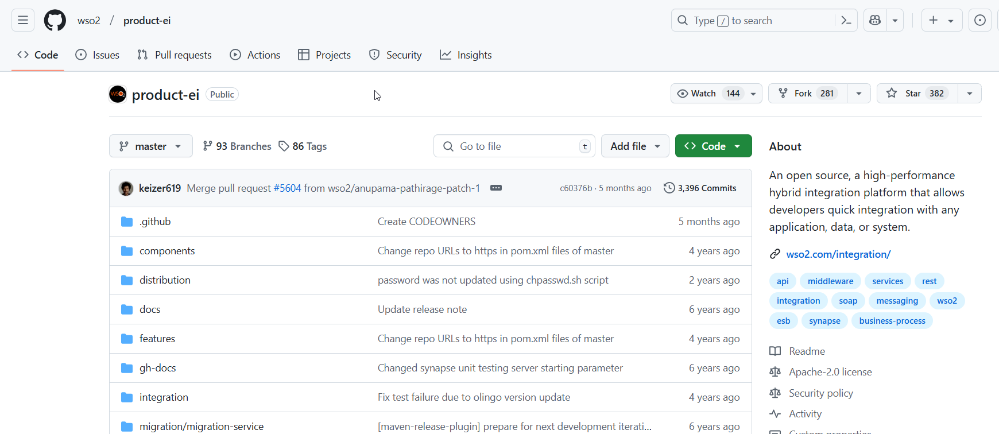 wso2 / product-ei
Type / to search
Code Issues Pull requests Actions Projects Security Insights
WSO2 product-ei Public
Watch 144 Fork 281 Star 382
master 93 Branches 86 Tags Go to file t Add file Code
keizer619 Merge pull request #5604 from wso2/anupama-pathirage-patch-1 c60376b · 5 months ago 3,396 Commits
.github Create CODEOWNERS 5 months ago
components Change repo URLs to https in pom.xml files of master 4 years ago
distribution password was not updated using chpasswd.sh script 2 years ago
docs Update release note 6 years ago
features Change repo URLs to https in pom.xml files of master 4 years ago
gh-docs Changed synapse unit testing server starting parameter 6 years ago
integration Fix test failure due to olingo version update 4 years ago
migration/migration-service [maven-release-plugin] prepare for next development iterati... 6 years ago
About
An open source, a high-performance
hybrid integration platform that allows
developers quick integration with any
application, data, or system.
wso2.com/integration/
api middleware services rest
integration soap messaging wso2
esb synapse business-process
Readme
Apache-2.0 license
Security policy
Activity
Custom properties